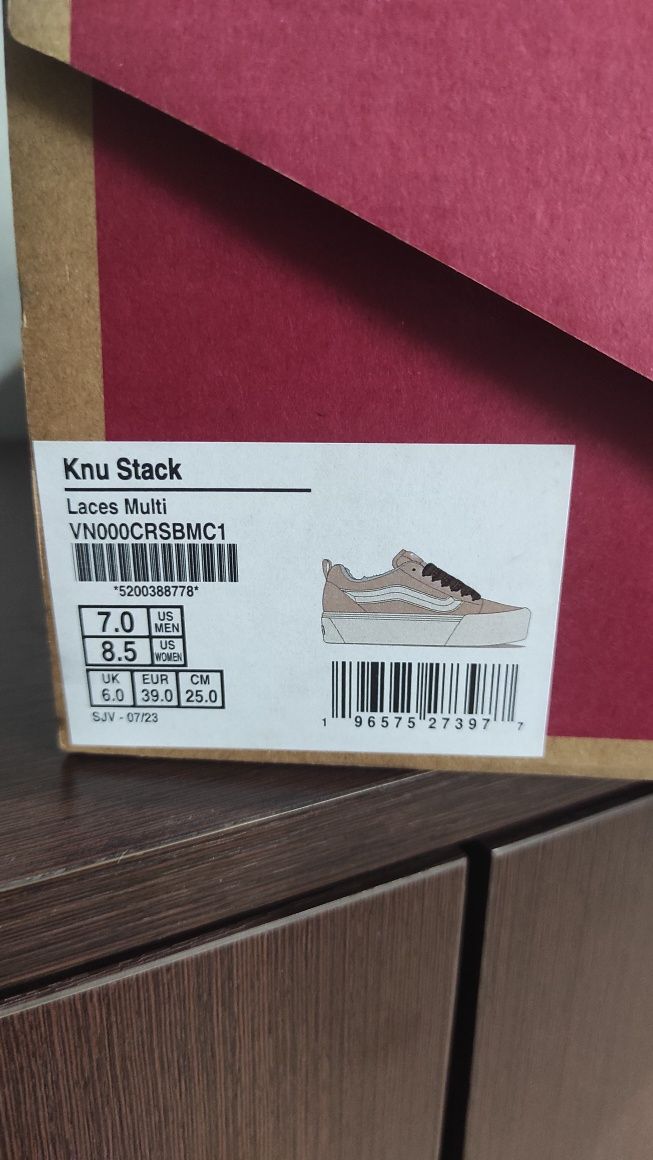 Knu Stack
Laces Multi
VN000CRSBMC1
*5200388778*
7.0 US MEN
8.5 US WOMEN
UK EUR CM
6.0 39.0 25.0
SJV - 07/23
1 96575 27397 7